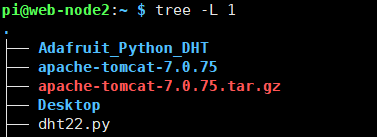 pi@web-node2:~ $ tree -L 1
.
├── Adafruit_Python_DHT
├── apache-tomcat-7.0.75
├── apache-tomcat-7.0.75.tar.gz
├── Desktop
├── dht22.py